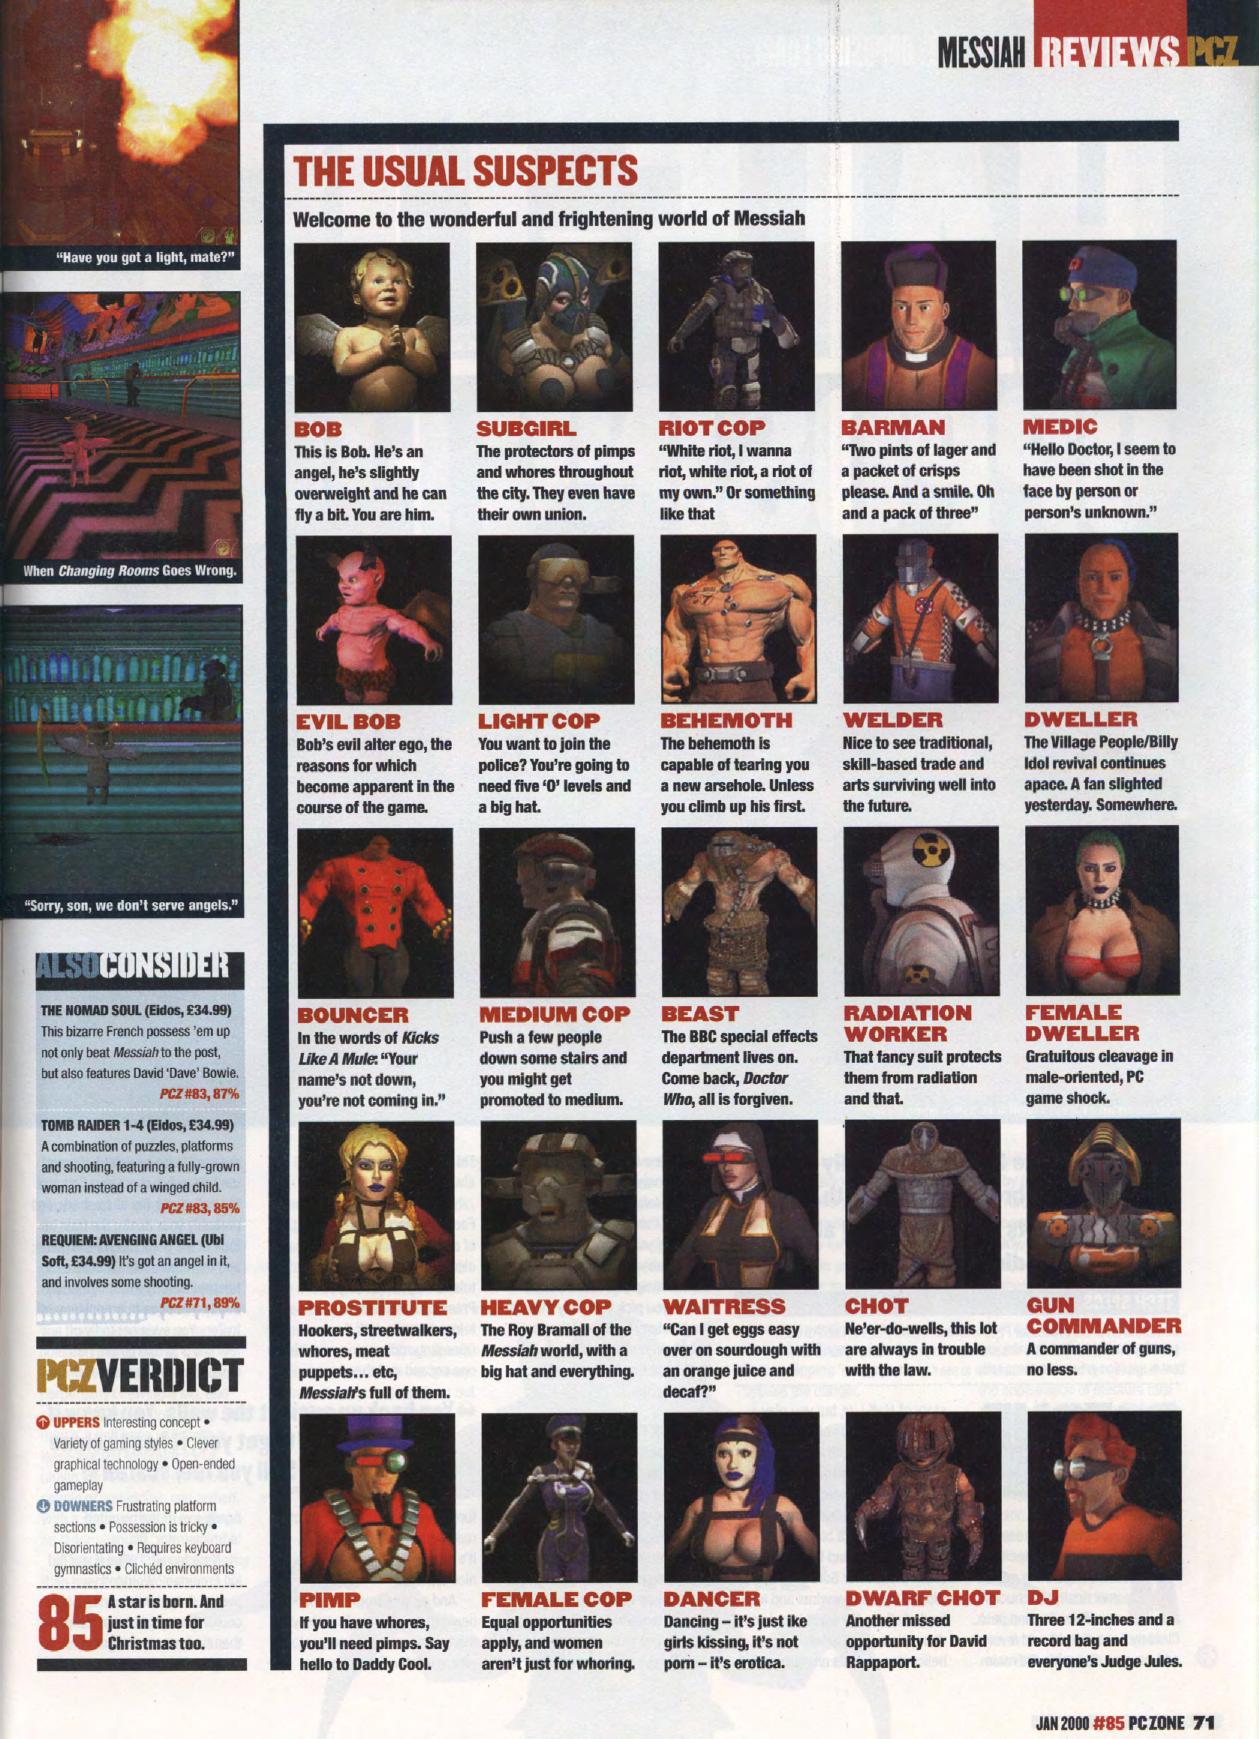 MESSIAH REVIEWS PCZ
"Have you got a light, mate?"
When Changing Rooms Goes Wrong.
"Sorry, son, we don't serve angels."
ALSOCONSIDER
THE NOMAD SOUL (Eidos, £34.99)
This bizarre French possess 'em up
not only beat Messiah to the post,
but also features David 'Dave' Bowie.
PCZ #83, 87%
TOMB RAIDER 1-4 (Eidos, £34.99)
A combination of puzzles, platforms
and shooting, featuring a fully-grown
woman instead of a winged child.
PCZ #83, 85%
REQUIEM: AVENGING ANGEL (Ubi
Soft, £34.99) It's got an angel in it,
and involves some shooting.
PCZ #71, 89%
PCZVERDICT
UPPERS Interesting concept •
Variety of gaming styles • Clever
graphical technology • Open-ended
gameplay
DOWNERS Frustrating platform
sections • Possession is tricky •
Disorientating • Requires keyboard
gymnastics • Clichéd environments
85 A star is born. And
just in time for
Christmas too.
THE USUAL SUSPECTS
Welcome to the wonderful and frightening world of Messiah
BOB
This is Bob. He's an
angel, he's slightly
overweight and he can
fly a bit. You are him.
SUBGIRL
The protectors of pimps
and whores throughout
the city. They even have
their own union.
RIOT COP
"White riot, I wanna
riot, white riot, a riot of
my own." Or something
like that
BARMAN
"Two pints of lager and
a packet of crisps
please. And a smile. Oh
and a pack of three"
MEDIC
"Hello Doctor, I seem to
have been shot in the
face by person or
person's unknown."
EVIL BOB
Bob's evil alter ego, the
reasons for which
become apparent in the
course of the game.
LIGHT COP
You want to join the
police? You're going to
need five 'O' levels and
a big hat.
BEHEMOTH
The behemoth is
capable of tearing you
a new arsehole. Unless
you climb up his first.
WELDER
Nice to see traditional,
skill-based trade and
arts surviving well into
the future.
DWELLER
The Village People/Billy
Idol revival continues
apace. A fan slighted
yesterday. Somewhere.
BOUNCER
In the words of Kicks
Like A Mule: "Your
name's not down,
you're not coming in."
MEDIUM COP
Push a few people
down some stairs and
you might get
promoted to medium.
BEAST
The BBC special effects
department lives on.
Come back, Doctor
Who, all is forgiven.
RADIATION
WORKER
That fancy suit protects
them from radiation
and that.
FEMALE
DWELLER
Gratuitous cleavage in
male-oriented, PC
game shock.
PROSTITUTE
Hookers, streetwalkers,
whores, meat
puppets... etc,
Messiah's full of them.
HEAVY COP
The Roy Bramall of the
Messiah world, with a
big hat and everything.
WAITRESS
"Can I get eggs easy
over on sourdough with
an orange juice and
decaf?"
CHOT
Ne'er-do-wells, this lot
are always in trouble
with the law.
GUN
COMMANDER
A commander of guns,
no less.
PIMP
If you have whores,
you'll need pimps. Say
hello to Daddy Cool.
FEMALE COP
Equal opportunities
apply, and women
aren't just for whoring.
DANCER
Dancing – it's just ike
girls kissing, it's not
porn – it's erotica.
DWARF CHOT
Another missed
opportunity for David
Rappaport.
DJ
Three 12-inches and a
record bag and
everyone's Judge Jules.
JAN 2000 #85 PC ZONE 71